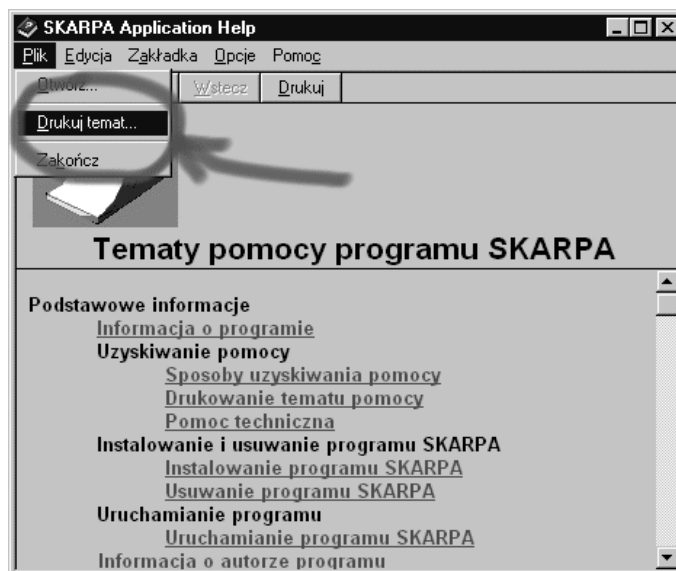 SKARPA Application Help
Plik Edycja Zakładka Opcje Pomoc
Otwórz... Wstecz Drukuj
Drukuj temat...
Zakończ
Tematy pomocy programu SKARPA
Podstawowe informacje
Informacja o programie
Uzyskiwanie pomocy
Sposoby uzyskiwania pomocy
Drukowanie tematu pomocy
Pomoc techniczna
Instalowanie i usuwanie programu SKARPA
Instalowanie programu SKARPA
Usuwanie programu SKARPA
Uruchamianie programu
Uruchamianie programu SKARPA
Informacja o autorze programu